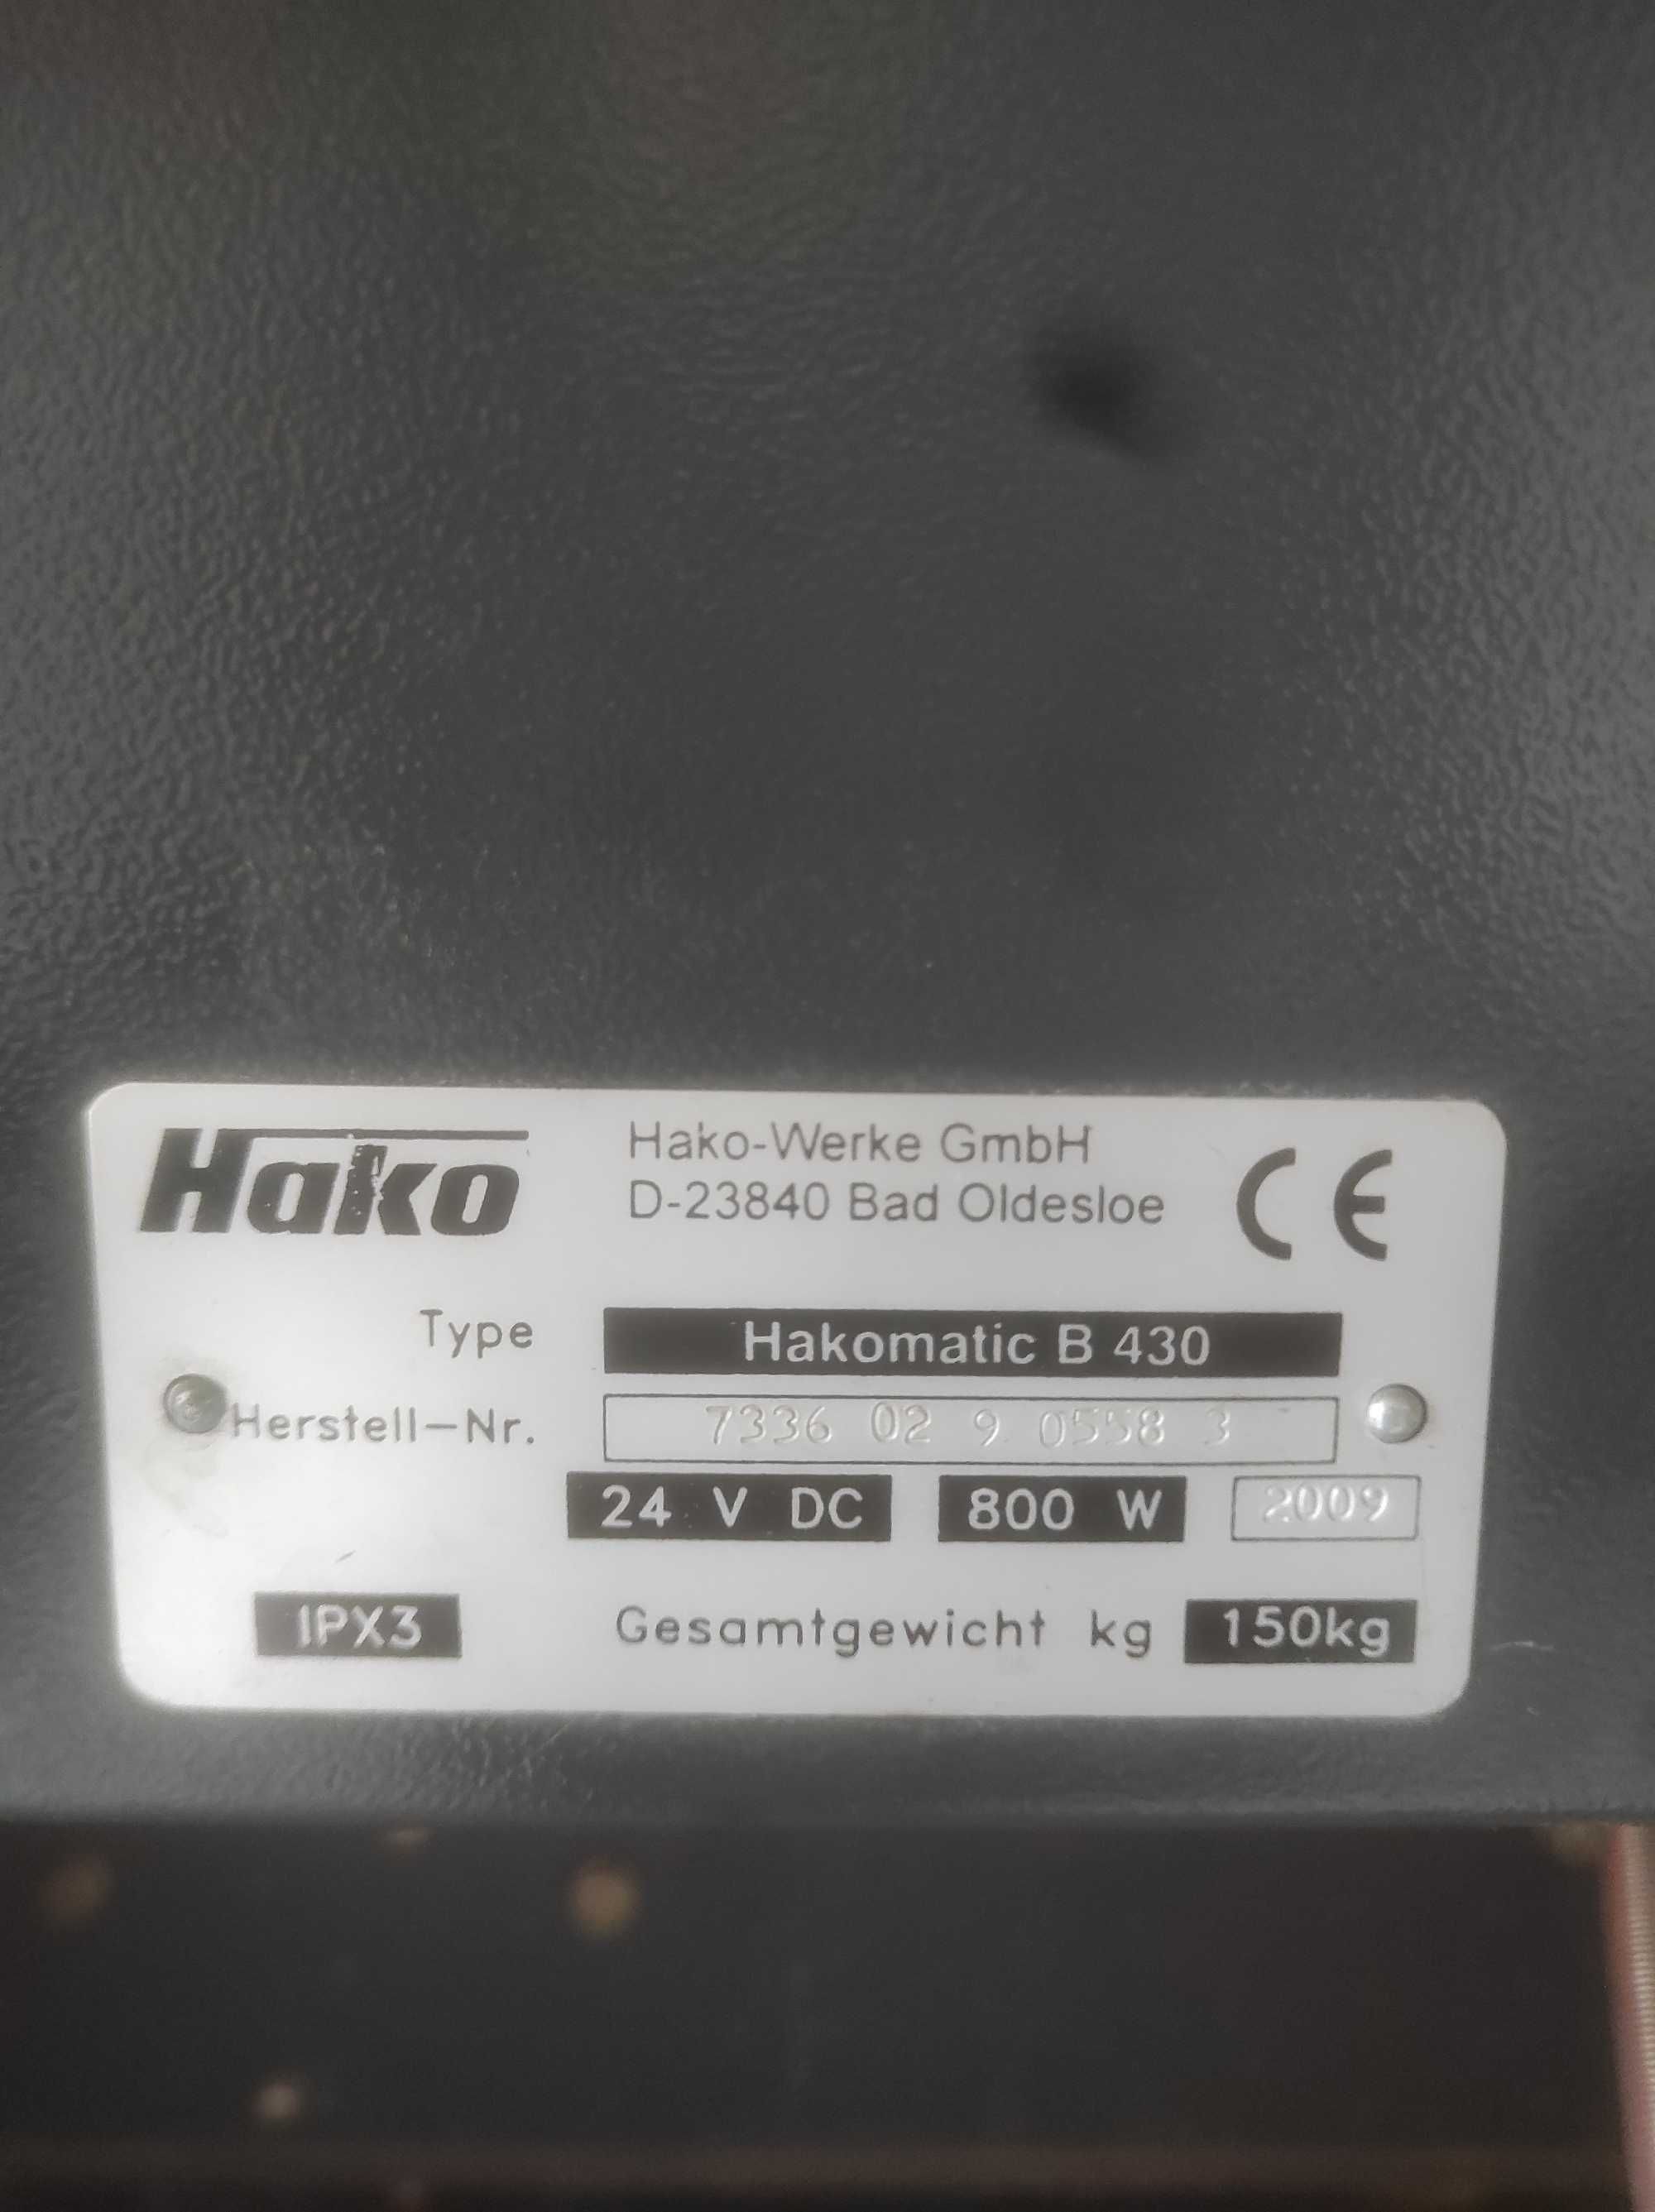 Hako
Hako-Werke GmbH
D-23840 Bad Oldesloe
CE
Type Hakomatic B 430
Herstell-Nr. 7336 02 9 0558 3
24 V DC 800 W 2009
IPX3 Gesamtgewicht kg 150kg